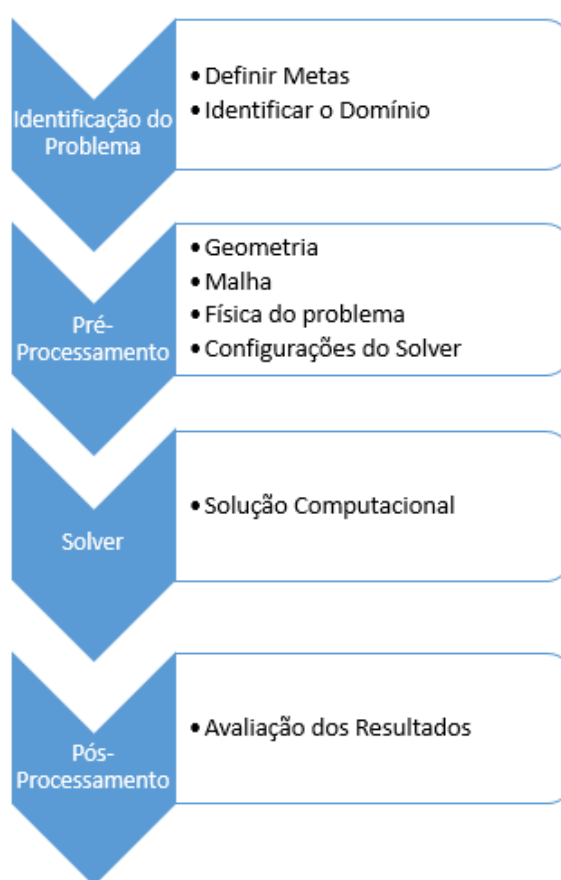 Identificação do
Problema
• Definir Metas
• Identificar o Domínio
Pré-
Processamento
• Geometria
• Malha
• Física do problema
• Configurações do Solver
Solver
• Solução Computacional
Pós-
Processamento
• Avaliação dos Resultados